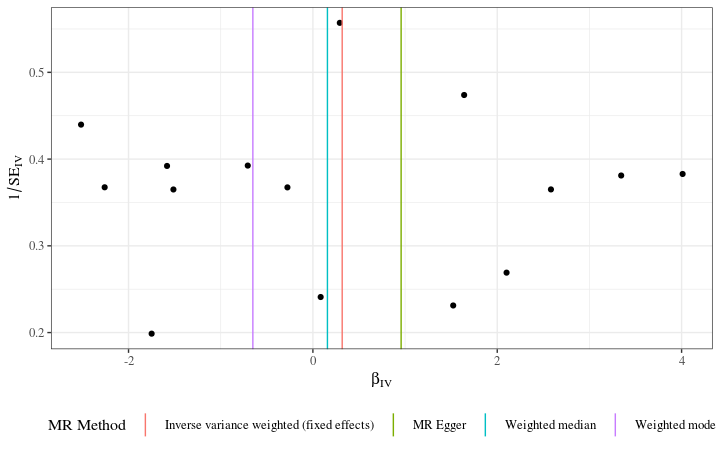 0.5
0.4
0.3
0.2
1/SE_IV
-2 0 2 4
β_IV
MR Method Inverse variance weighted (fixed effects) MR Egger Weighted median Weighted mode